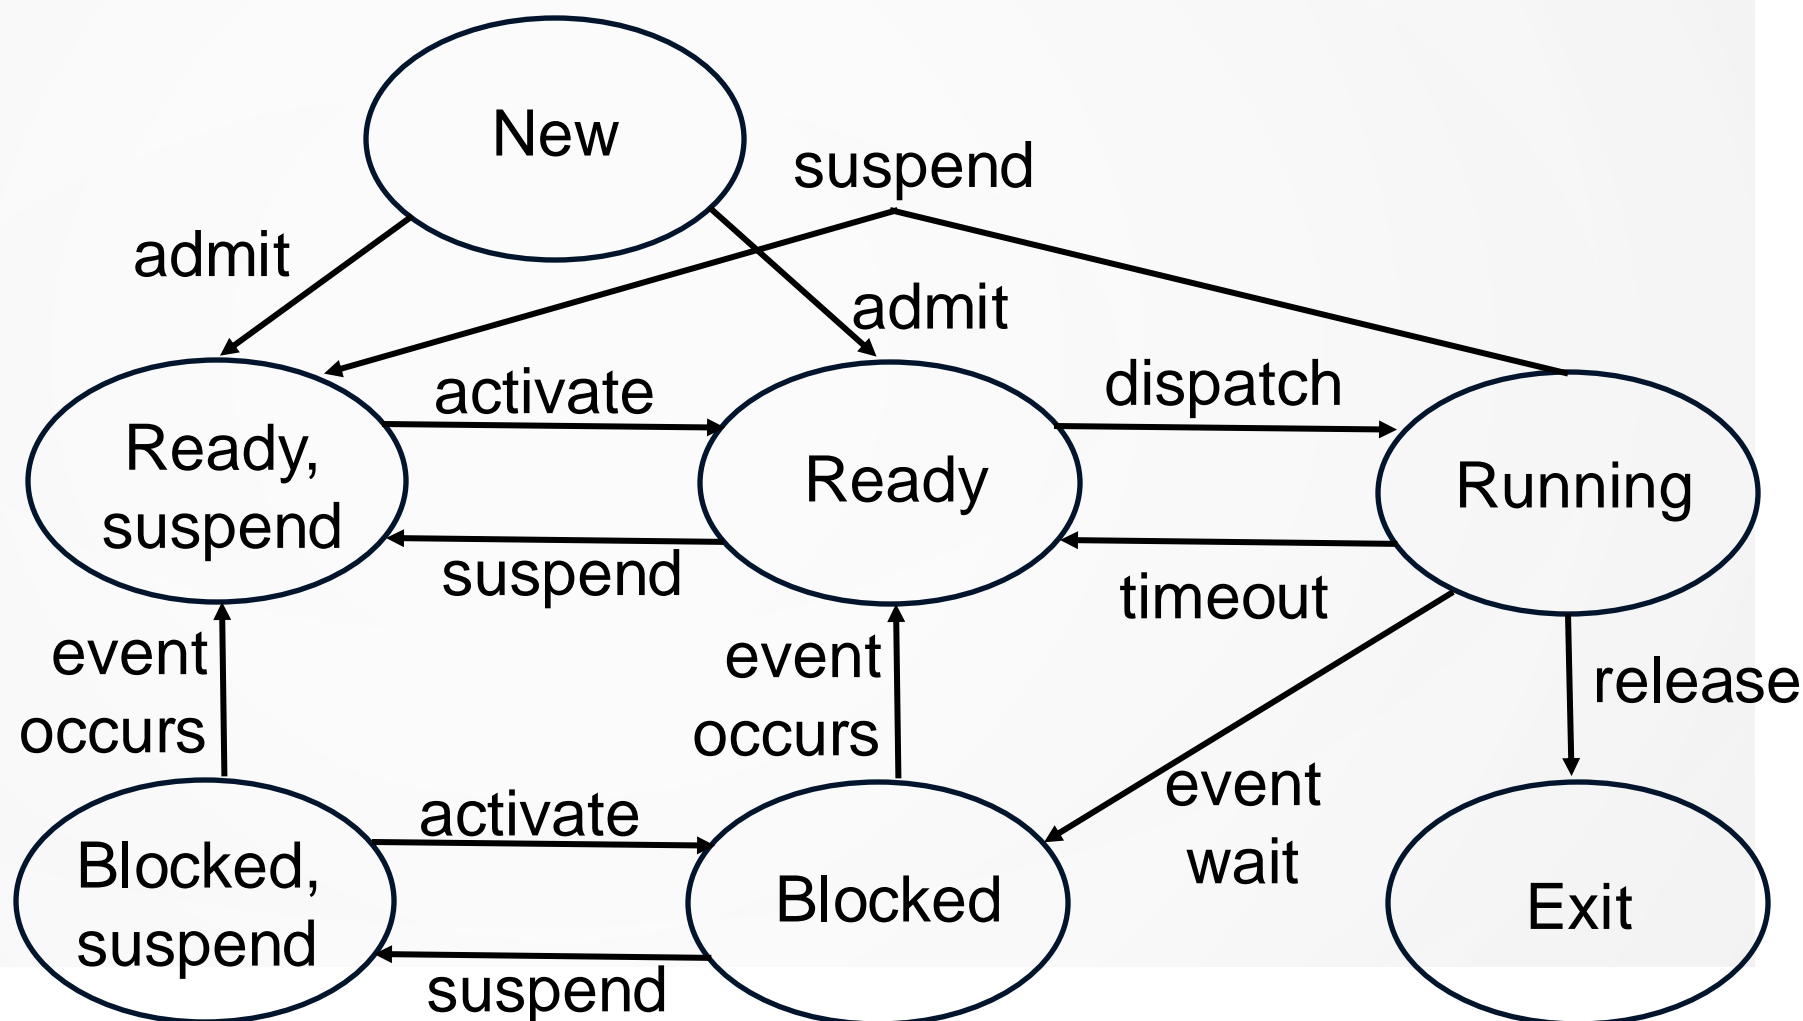 New
suspend
admit
admit
activate
dispatch
Ready,
suspend
Ready
Running
suspend
timeout
event
occurs
event
occurs
release
activate
event
wait
Blocked,
suspend
Blocked
Exit
suspend